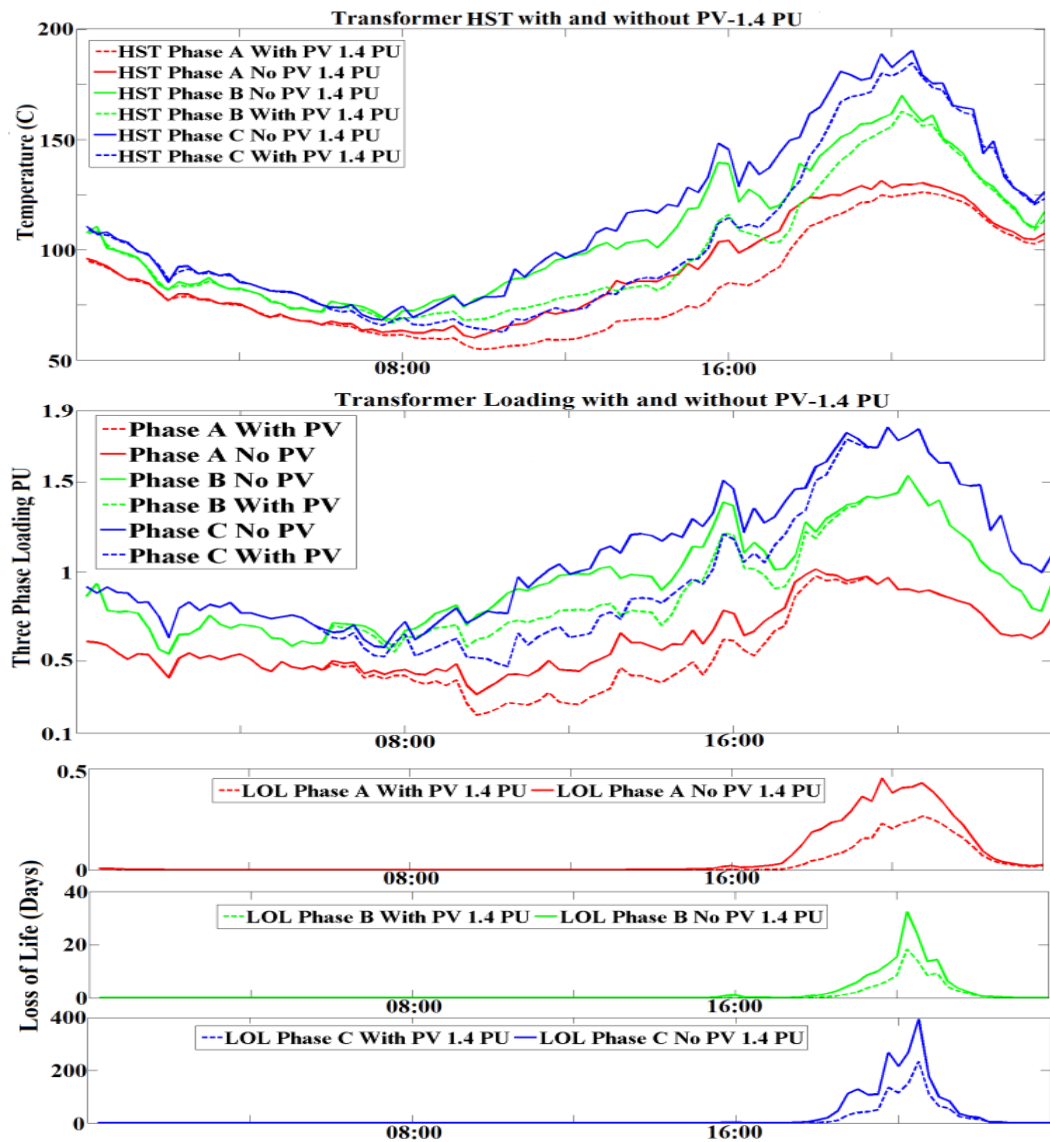 Transformer HST with and without PV-1.4 PU
200
150
100
50
Temperature (C)
HST Phase A With PV 1.4 PU
HST Phase A No PV 1.4 PU
HST Phase B No PV 1.4 PU
HST Phase B With PV 1.4 PU
HST Phase C No PV 1.4 PU
HST Phase C With PV 1.4 PU
08:00 16:00
Transformer Loading with and without PV-1.4 PU
1.9
1.5
1
0.5
0.1
Three Phase Loading PU
Phase A With PV
Phase A No PV
Phase B No PV
Phase B With PV
Phase C No PV
Phase C With PV
08:00 16:00
Loss of Life (Days)
0.5
0
LOL Phase A With PV 1.4 PU LOL Phase A No PV 1.4 PU
08:00 16:00
40
20
0
LOL Phase B With PV 1.4 PU LOL Phase B No PV 1.4 PU
08:00 16:00
400
200
0
LOL Phase C With PV 1.4 PU LOL Phase C No PV 1.4 PU
08:00 16:00